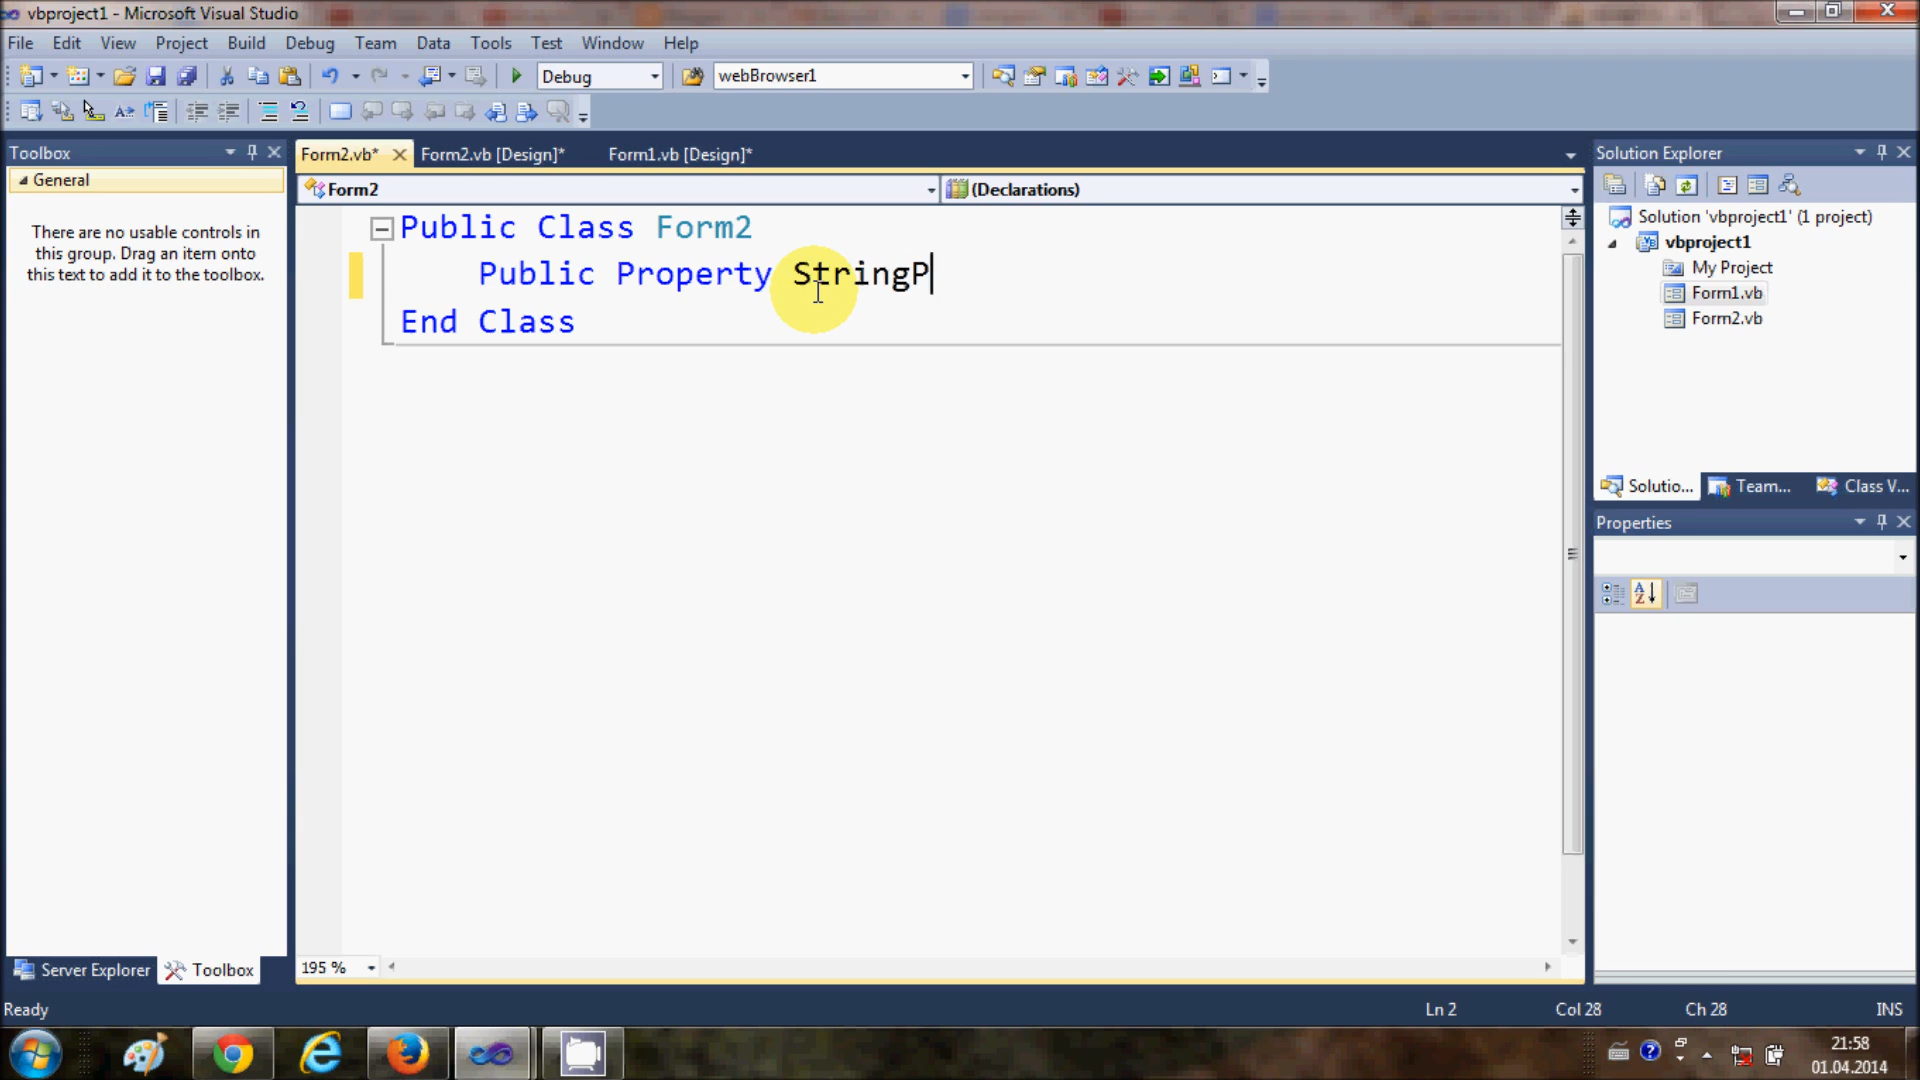 vbproject1 - Microsoft Visual Studio
File Edit View Project Build Debug Team Data Tools Test Window Help
Debug webBrowser1
Toolbox
General
There are no usable controls in
this group. Drag an item onto
this text to add it to the toolbox.
Server Explorer Toolbox
Form2.vb* Form2.vb [Design]* Form1.vb [Design]*
Form2 (Declarations)
Public Class Form2
Public Property StringP
End Class
195 %
Solution Explorer
Solution 'vbproject1' (1 project)
vbproject1
My Project
Form1.vb
Form2.vb
Solutio... Team... Class V...
Properties
Ready Ln 2 Col 28 Ch 28 INS
21:58
01.04.2014